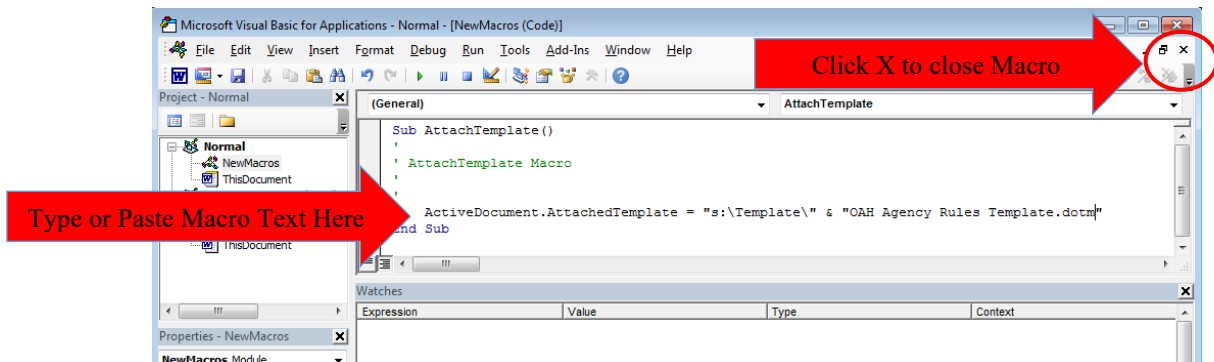 Microsoft Visual Basic for Applications - Normal - [NewMacros (Code)]
File Edit View Insert Format Debug Run Tools Add-Ins Window Help
Click X to close Macro
Project - Normal
(General) AttachTemplate
Sub AttachTemplate()
'
Normal
' AttachTemplate Macro
NewMacros
'
ThisDocument
'
Type or Paste Macro Text Here
ActiveDocument.AttachedTemplate = "s:\Template\" & "OAH Agency Rules Template.dotm"
End Sub
ThisDocument
Watches
Expression Value Type Context
Properties - NewMacros
NewMacros Module